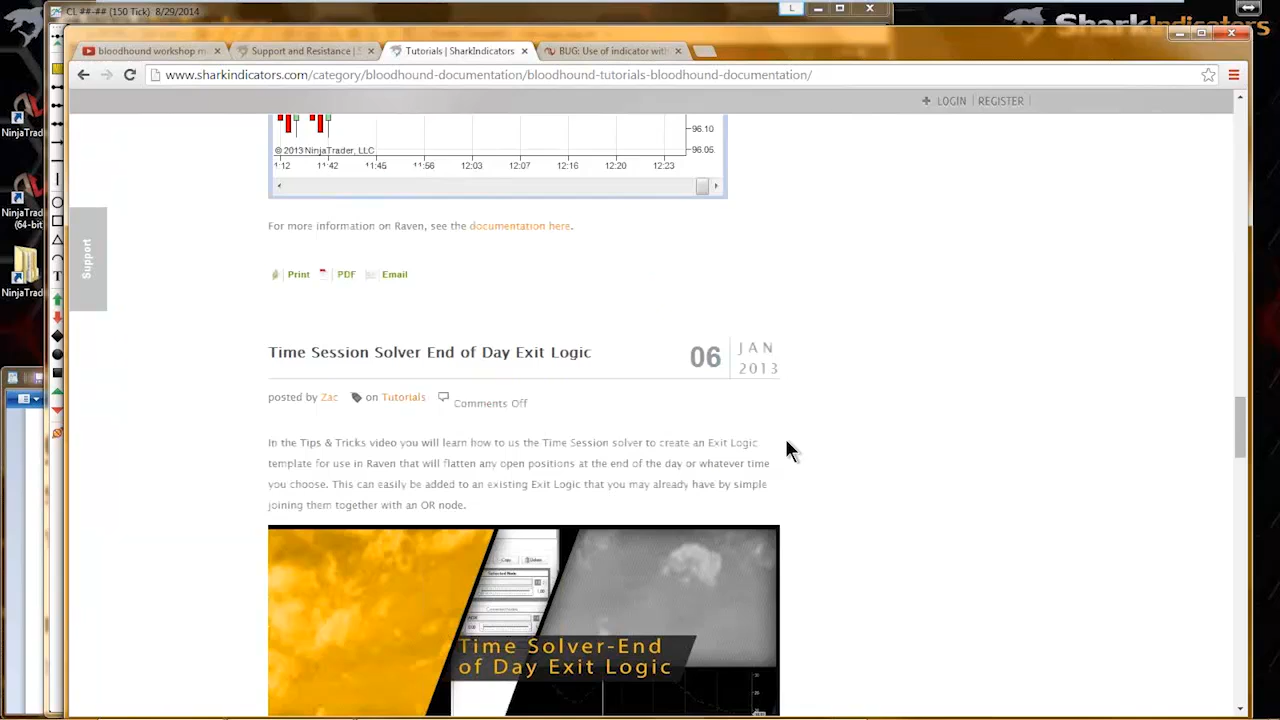 CL ##-## (150 Tick) 8/29/2014
L
SharkIndicators
bloodhound workshop m
Support and Resistance | S
Tutorials | SharkIndicators
BUG: Use of indicator with
www.sharkindicators.com/category/bloodhound-documentation/bloodhound-tutorials-bloodhound-documentation/
LOGIN | REGISTER
NinjaTrad
NinjaTrad
(64-bit)
NinjaTrad
T
Support
96.10
© 2013 NinjaTrader, LLC
96.05
1:12 11:42 11:45 11:56 12:03 12:07 12:16 12:20 12:23
For more information on Raven, see the documentation here.
Print PDF Email
Time Session Solver End of Day Exit Logic
06 JAN 2013
posted by Zac on Tutorials Comments Off
In the Tips & Tricks video you will learn how to us the Time Session solver to create an Exit Logic
template for use in Raven that will flatten any open positions at the end of the day or whatever time
you choose. This can easily be added to an existing Exit Logic that you may already have by simple
joining them together with an OR node.
Copy Delete
Time Solver-End
of Day Exit Logic